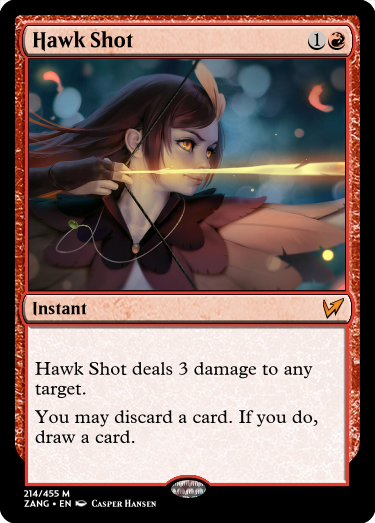 Hawk Shot 1
Instant
Hawk Shot deals 3 damage to any
target.
You may discard a card. If you do,
draw a card.
214/455 M
ZANG • EN Casper Hansen